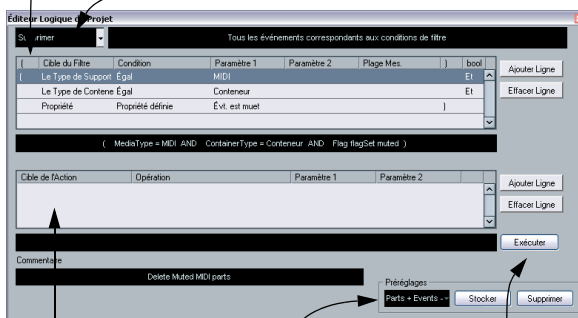 Éditeur Logique de Projet
Supprimer
Tous les événements correspondants aux conditions de filtre
( Cible du Filtre Condition Paramètre 1 Paramètre 2 Plage Mes. ) bool
( Le Type de Support Égal MIDI Et
Le Type de Contene Égal Conteneur Et
Propriété Propriété définie Évt. est muet )
Ajouter Ligne
Effacer Ligne
( MediaType = MIDI AND ContainerType = Conteneur AND Flag flagSet muted )
Cible de l'Action Opération Paramètre 1 Paramètre 2
Ajouter Ligne
Effacer Ligne
Exécuter
Commentaire
Delete Muted MIDI parts
Préréglages
Parts + Events -
Stocker
Supprimer